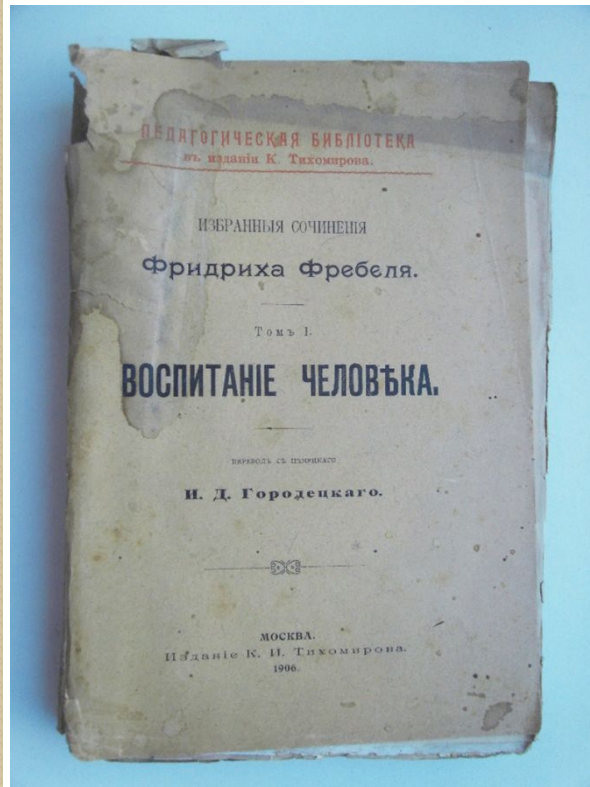 ПЕДАГОГИЧЕСКАЯ БИБЛІОТЕКА
въ изданіи К. Тихомирова.
ИЗБРАННЫЯ СОЧИНЕНІЯ
Фридриха Фребеля.
Томъ I.
ВОСПИТАНІЕ ЧЕЛОВѢКА.
ПЕРЕВОДЪ СЪ НѢМЕЦКАГО
И. Д. Городецкаго.
МОСКВА.
Изданіе К. И. Тихомирова.
1906.